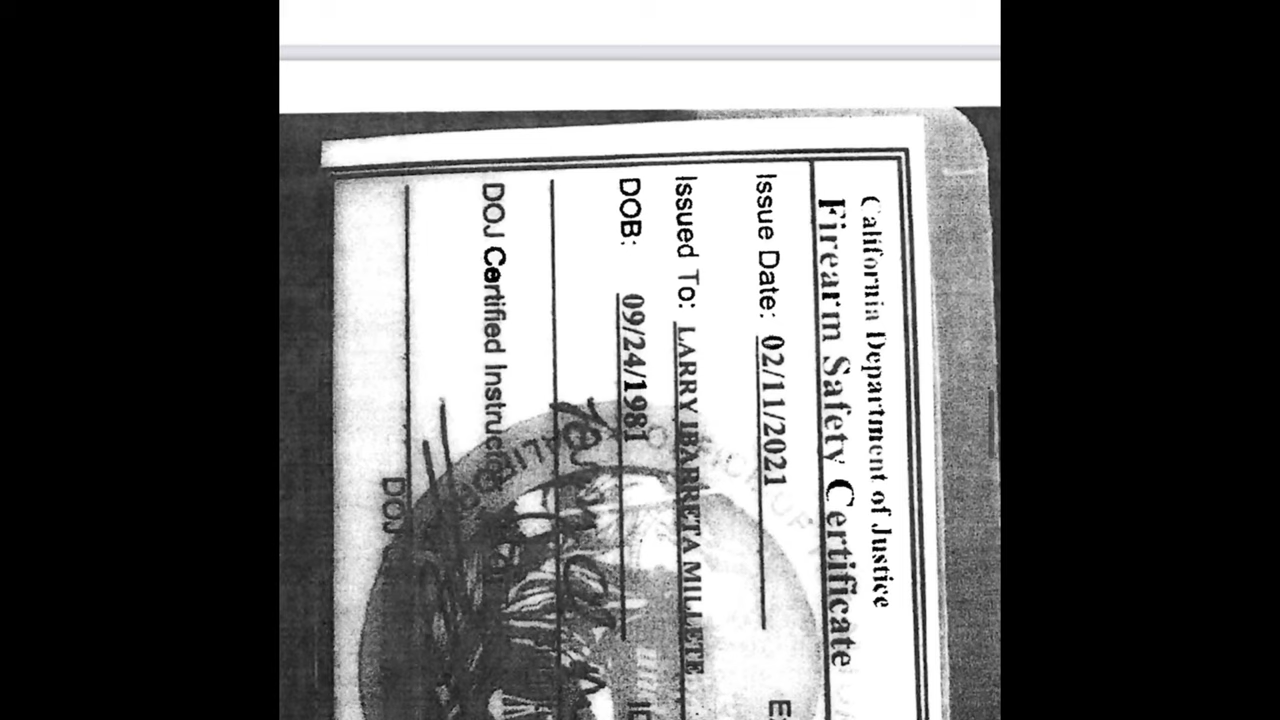 California Department of Justice
Firearm Safety Certificate
Issue Date: 02/11/2021
Issued To: LARRY IBARRETA MILLETE
DOB: 09/24/1981
DOJ Certified Instructor
DOJ